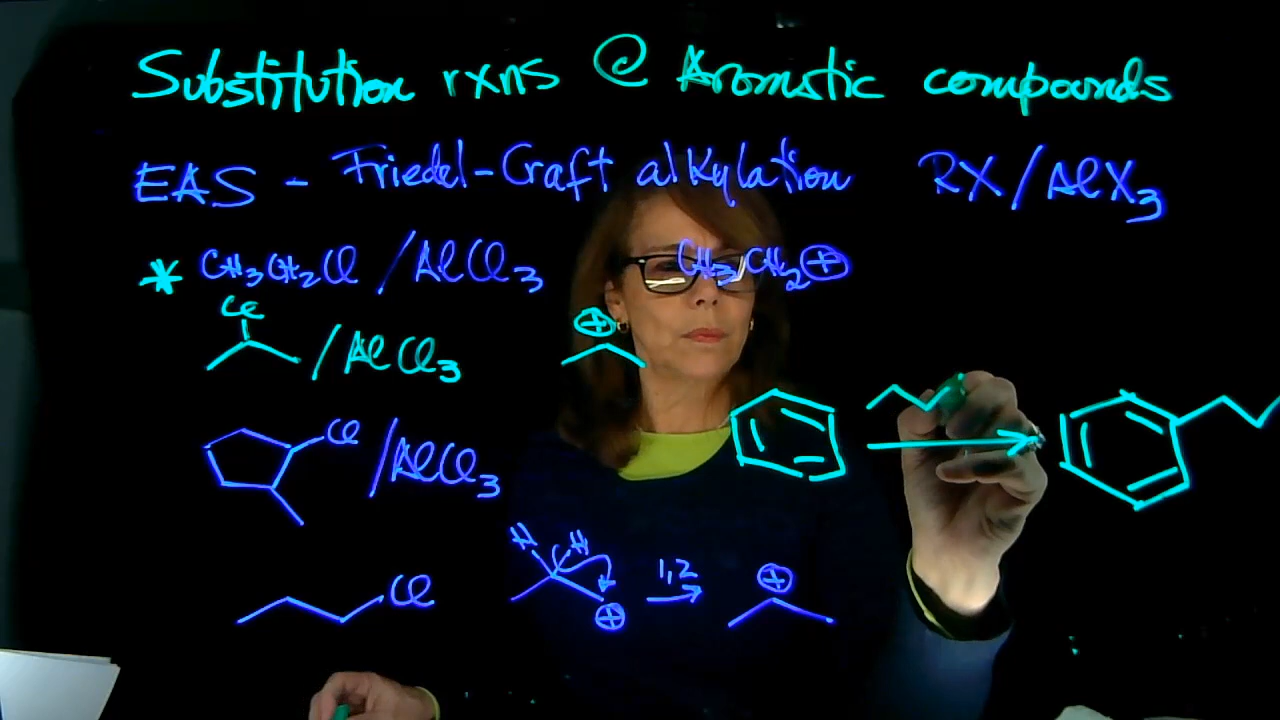 Substitution rxns @ Aromatic compounds
EAS - Friedel-Craft alkylation RX/AlX₃
* CH₃CH₂Cl / AlCl₃ CH₃CH₂⊕
Cl
/ AlCl₃ ⊕
Cl / AlCl₃
H H
Cl ⊕ 1,2 ⊕